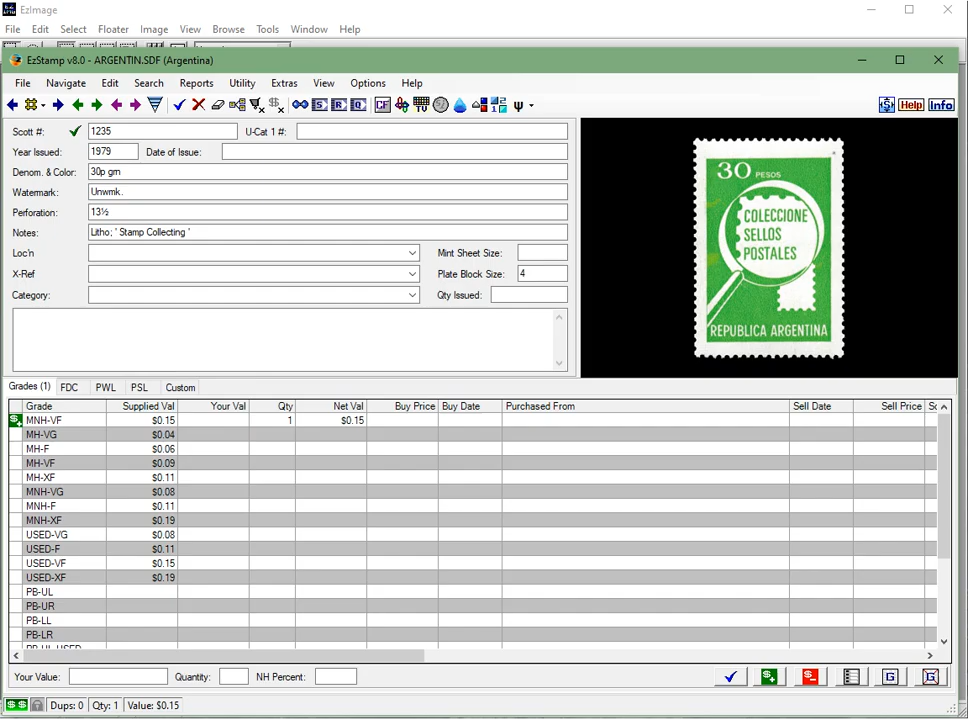 EzImage
File Edit Select Floater Image View Browse Tools Window Help
EzStamp v8.0 - ARGENTIN.SDF (Argentina)
File Navigate Edit Search Reports Utility Extras View Options Help
S R Q CF Help Info
Scott #: 1235 U-Cat 1 #:
Year Issued: 1979 Date of Issue:
Denom. & Color: 30p gm
Watermark: Unwmk.
Perforation: 13½
Notes: Litho; ' Stamp Collecting '
Loc'n Mint Sheet Size:
X-Ref Plate Block Size: 4
Category: Qty Issued:
30 PESOS
COLECCIONE
SELLOS
POSTALES
REPUBLICA ARGENTINA
Grades (1) FDC PWL PSL Custom
Grade Supplied Val Your Val Qty Net Val Buy Price Buy Date Purchased From Sell Date Sell Price
MNH-VF $0.15 1 $0.15
MH-VG $0.04
MH-F $0.06
MH-VF $0.09
MH-XF $0.11
MNH-VG $0.08
MNH-F $0.11
MNH-XF $0.19
USED-VG $0.08
USED-F $0.11
USED-VF $0.15
USED-XF $0.19
PB-UL
PB-UR
PB-LL
PB-LR
PB-UL-USED
Your Value: Quantity: NH Percent: G G
$ $ Dups: 0 Qty: 1 Value: $0.15